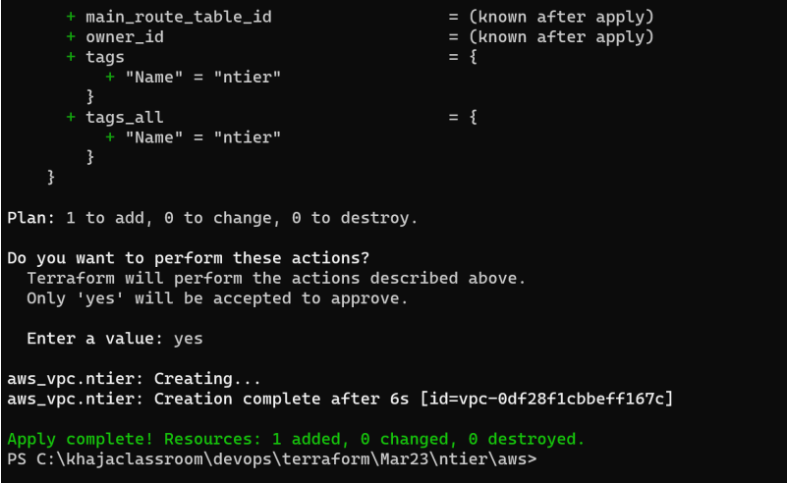 + main_route_table_id = (known after apply)
+ owner_id = (known after apply)
+ tags = {
+ "Name" = "ntier"
}
+ tags_all = {
+ "Name" = "ntier"
}
}
Plan: 1 to add, 0 to change, 0 to destroy.
Do you want to perform these actions?
Terraform will perform the actions described above.
Only 'yes' will be accepted to approve.
Enter a value: yes
aws_vpc.ntier: Creating...
aws_vpc.ntier: Creation complete after 6s [id=vpc-0df28f1cbbeff167c]
Apply complete! Resources: 1 added, 0 changed, 0 destroyed.
PS C:\khajaclassroom\devops\terraform\Mar23\ntier\aws>